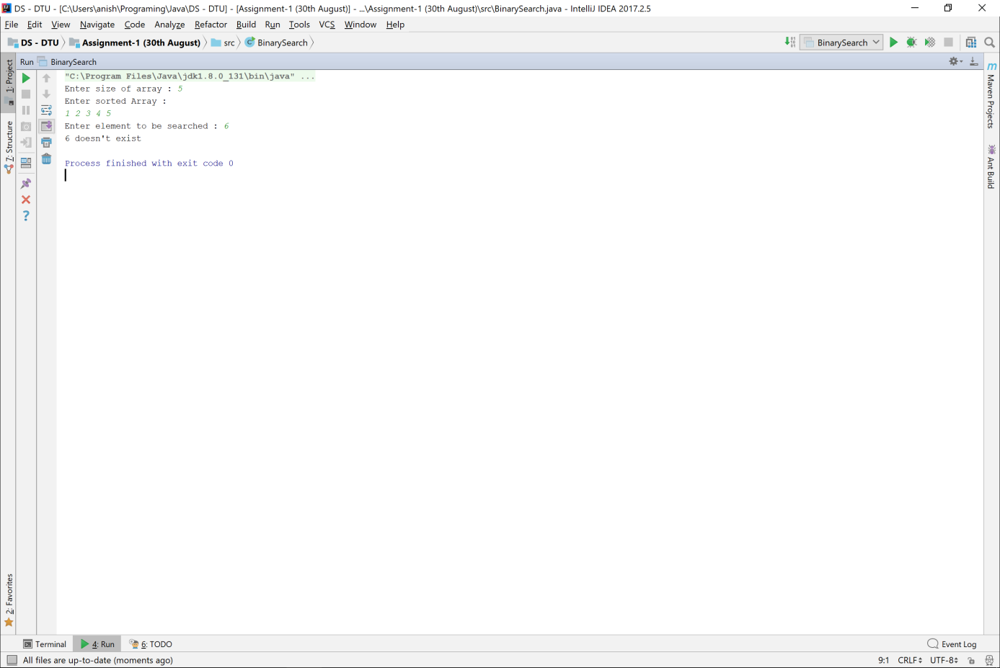 DS - DTU - [C:\Users\anish\Programing\Java\DS - DTU] - [Assignment-1 (30th August)] - ...\Assignment-1 (30th August)\src\BinarySearch.java - IntelliJ IDEA 2017.2.5
File Edit View Navigate Code Analyze Refactor Build Run Tools VCS Window Help
DS - DTU Assignment-1 (30th August) src BinarySearch BinarySearch
Run BinarySearch
1: Project
7: Structure
2: Favorites
"C:\Program Files\Java\jdk1.8.0_131\bin\java" ...
Enter size of array : 5
Enter sorted Array :
1 2 3 4 5
Enter element to be searched : 6
6 doesn't exist
Process finished with exit code 0
Maven Projects
Ant Build
Terminal 4: Run 6: TODO Event Log
All files are up-to-date (moments ago) 9:1 CRLF UTF-8